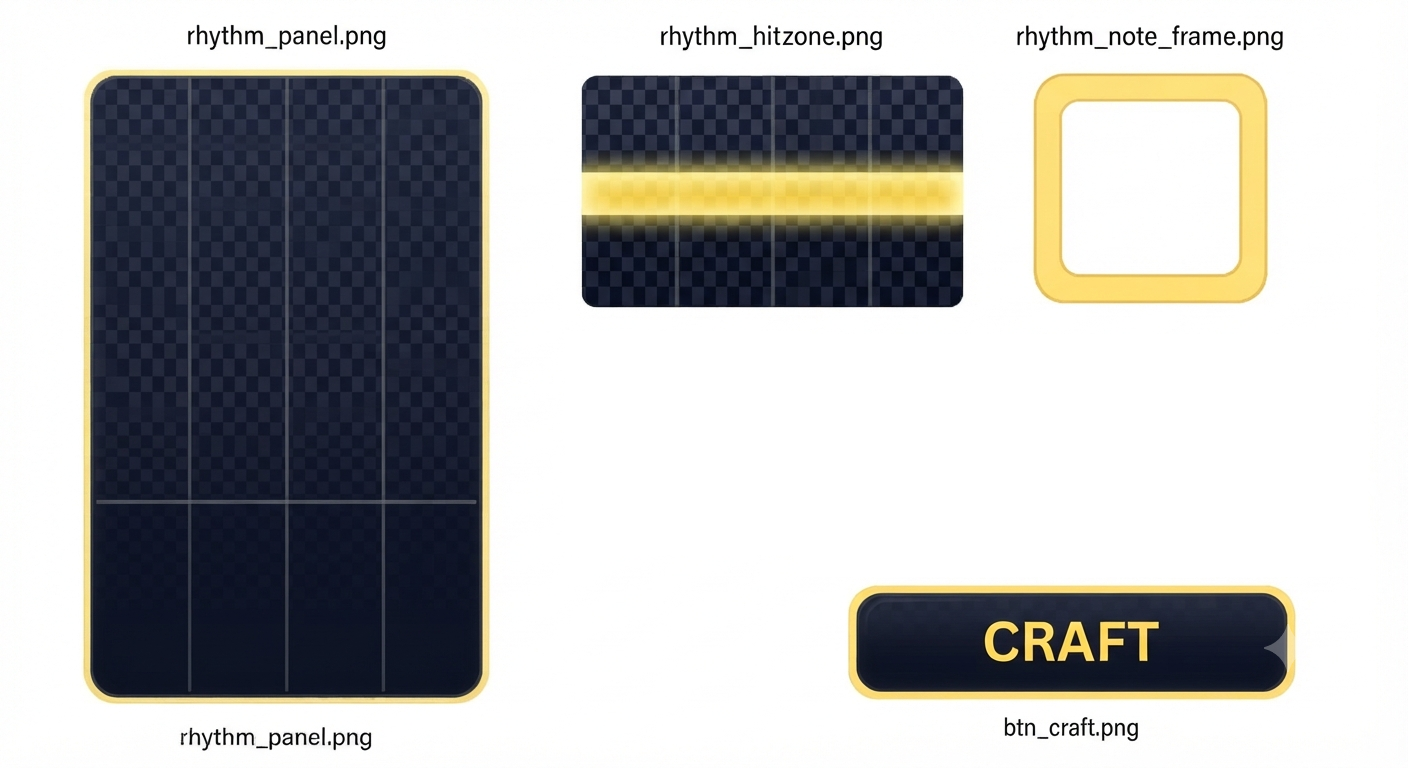 rhythm_panel.png
rhythm_hitzone.png
rhythm_note_frame.png
CRAFT
rhythm_panel.png
btn_craft.png